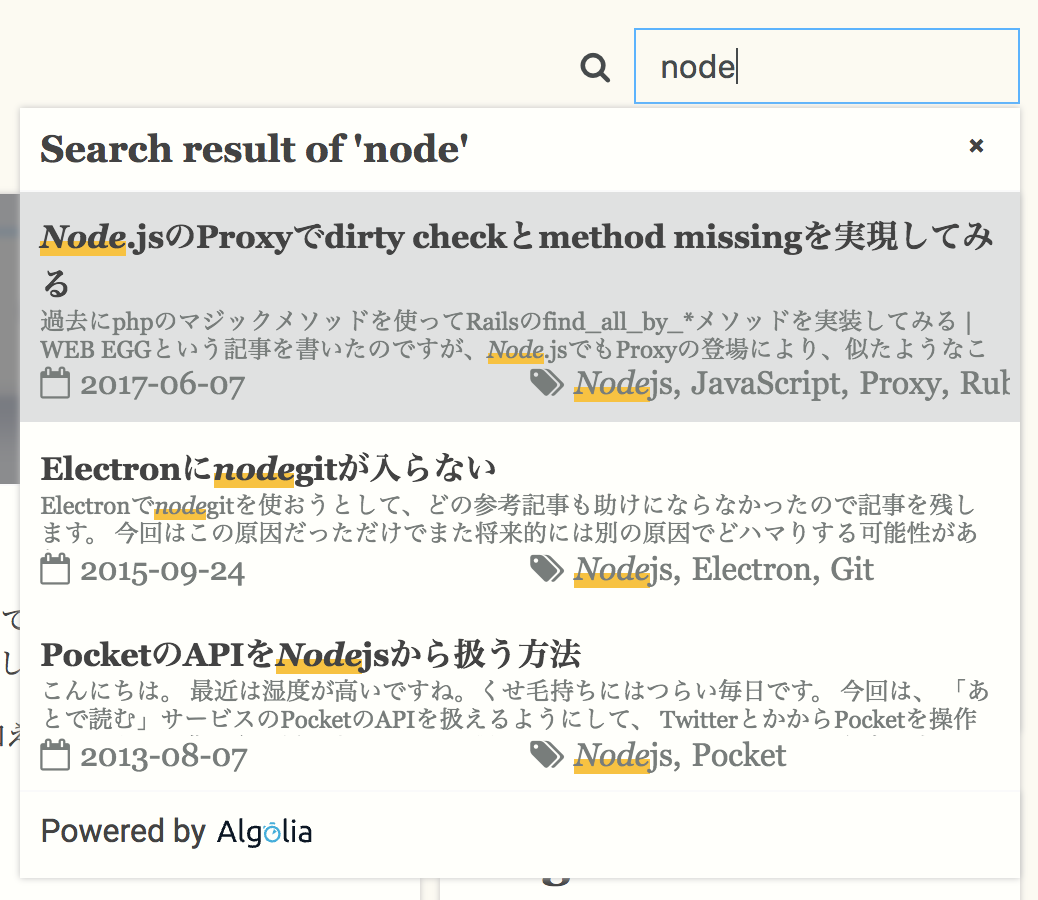 node
Search result of 'node'
×
Node.jsのProxyでdirty checkとmethod missingを実現してみ
る
過去にphpのマジックメソッドを使ってRailsのfind_all_by_*メソッドを実装してみる |
WEB EGGという記事を書いたのですが、Node.jsでもProxyの登場により、似たようなこ
2017-06-07
Nodejs, JavaScript, Proxy, Rub
Electronにnodegitが入らない
Electronでnodegitを使おうとして、どの参考記事も助けにならなかったので記事を残し
ます。 今回はこの原因だっただけでまた将来的には別の原因でどハマりする可能性があ
2015-09-24
Nodejs, Electron, Git
PocketのAPIをNodejsから扱う方法
こんにちは。 最近は湿度が高いですね。くせ毛持ちにはつらい毎日です。 今回は、 「あ
とで読む」サービスのPocketのAPIを扱えるようにして、 TwitterとかからPocketを操作
2013-08-07
Nodejs, Pocket
Powered by Algolia
て
し